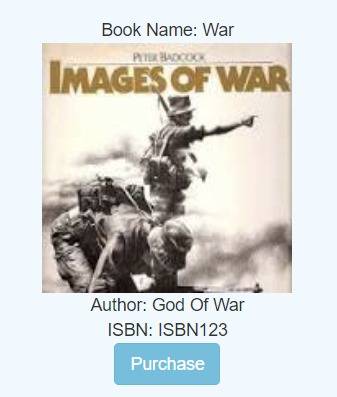 Book Name: War
PETER BADCOCK
IMAGES OF WAR
Author: God Of War
ISBN: ISBN123
Purchase